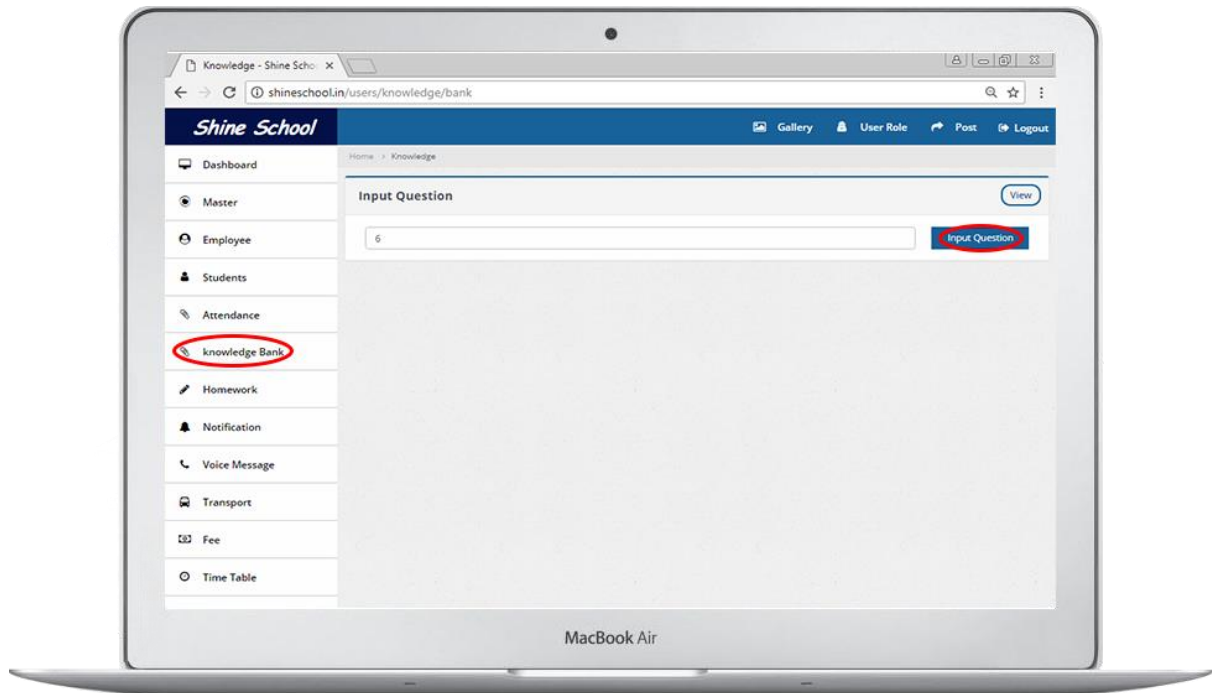 Knowledge - Shine Scho
shineschool.in/users/knowledge/bank
Shine School
Gallery User Role Post Logout
Dashboard
Home > Knowledge
Master
Input Question View
Employee
6 Input Question
Students
Attendance
knowledge Bank
Homework
Notification
Voice Message
Transport
Fee
Time Table
MacBook Air